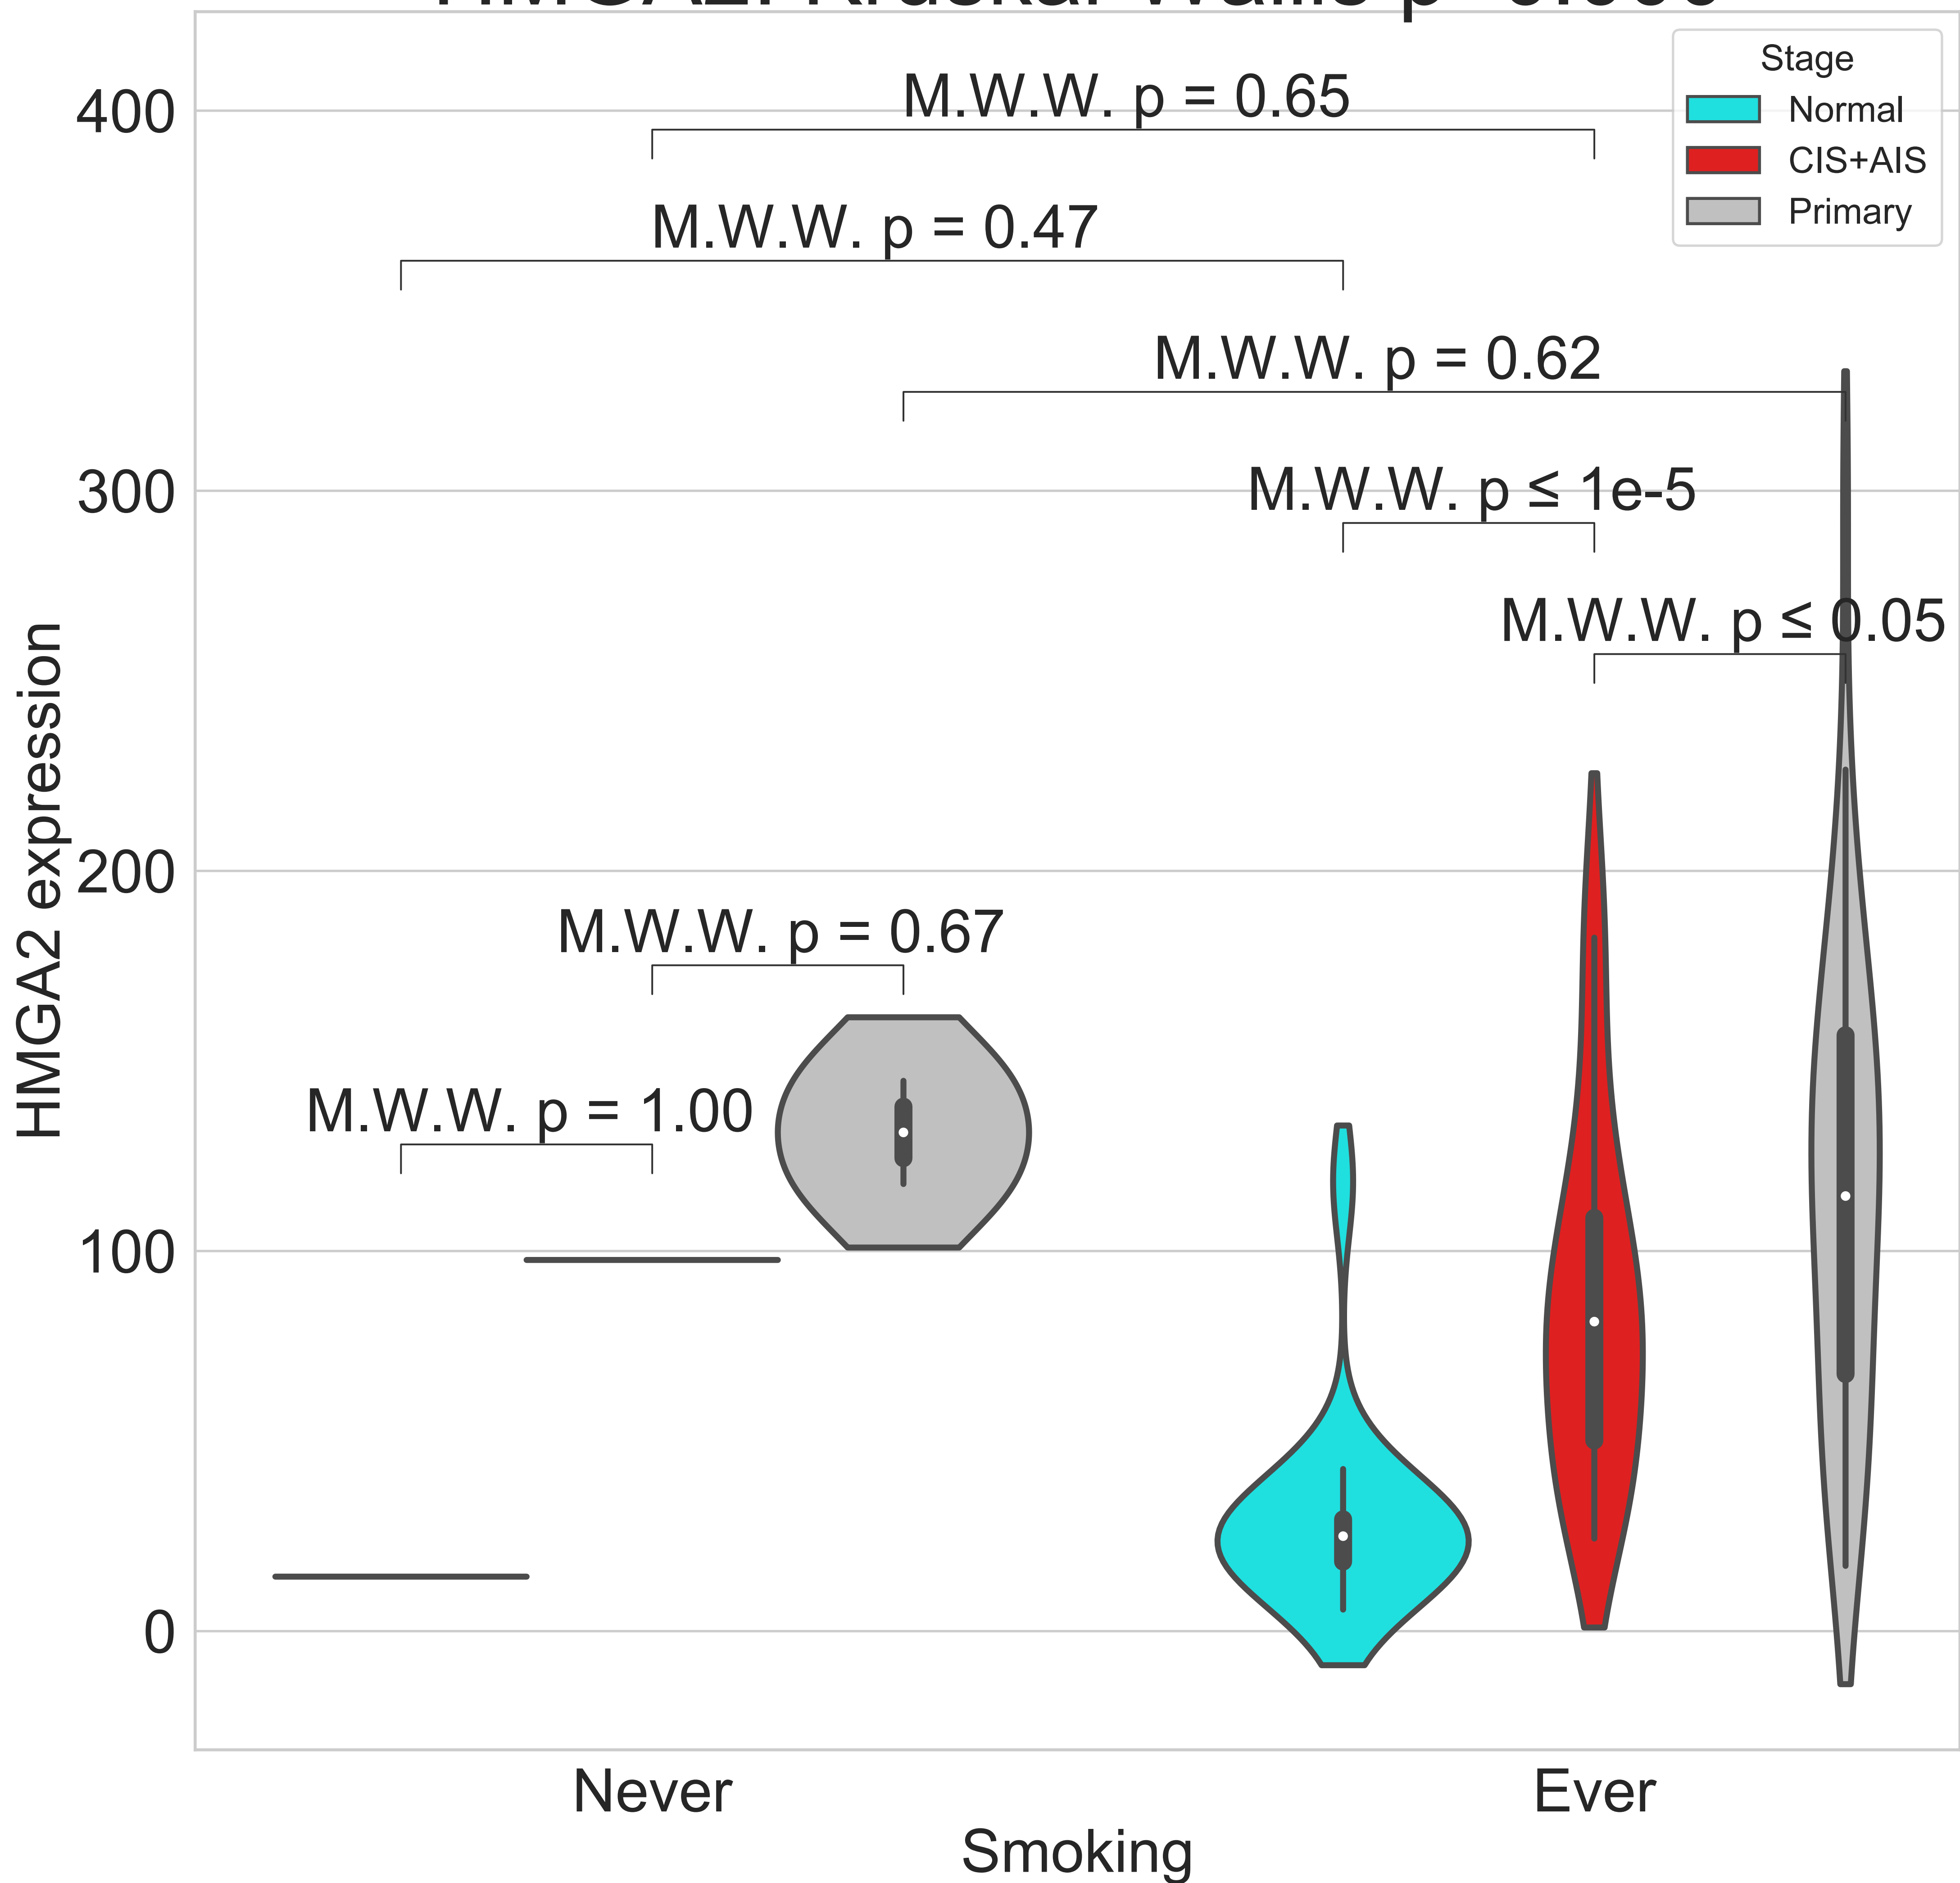 400
300
200
100
0
HMGA2 expression
M.W.W. p = 0.65
M.W.W. p = 0.47
M.W.W. p = 0.62
M.W.W. p ≤ 1e-5
M.W.W. p ≤ 0.05
M.W.W. p = 0.67
M.W.W. p = 1.00
Stage
Normal
CIS+AIS
Primary
Never
Ever
Smoking